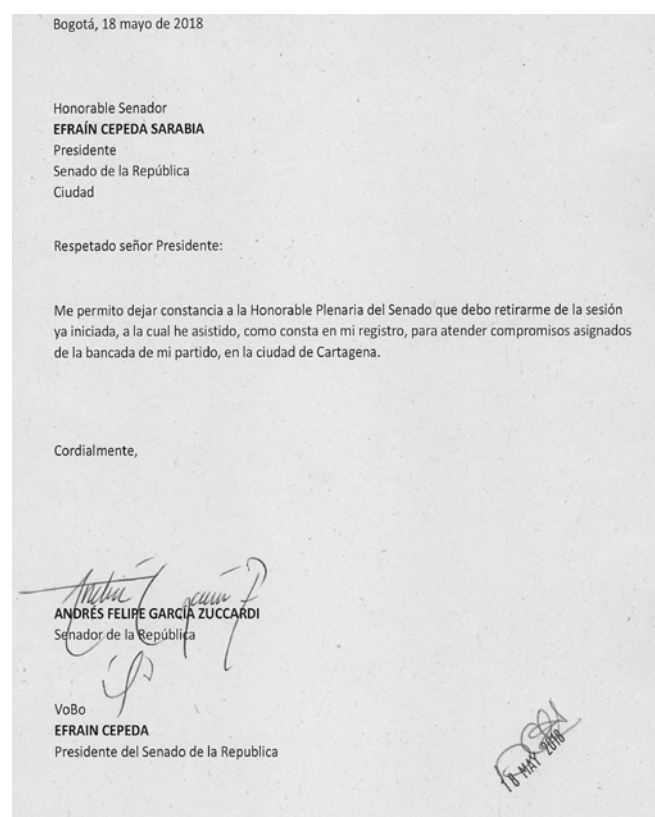 Bogotá, 18 mayo de 2018
Honorable Senador
EFRAÍN CEPEDA SARABIA
Presidente
Senado de la República
Ciudad
Respetado señor Presidente:
Me permito dejar constancia a la Honorable Plenaria del Senado que debo retirarme de la sesión
ya iniciada, a la cual he asistido, como consta en mi registro, para atender compromisos asignados
de la bancada de mi partido, en la ciudad de Cartagena.
Cordialmente,
ANDRÉS FELIPE GARCÍA ZUCCARDI
Senador de la República
VoBo
EFRAIN CEPEDA
Presidente del Senado de la Republica
18 MAY 2018